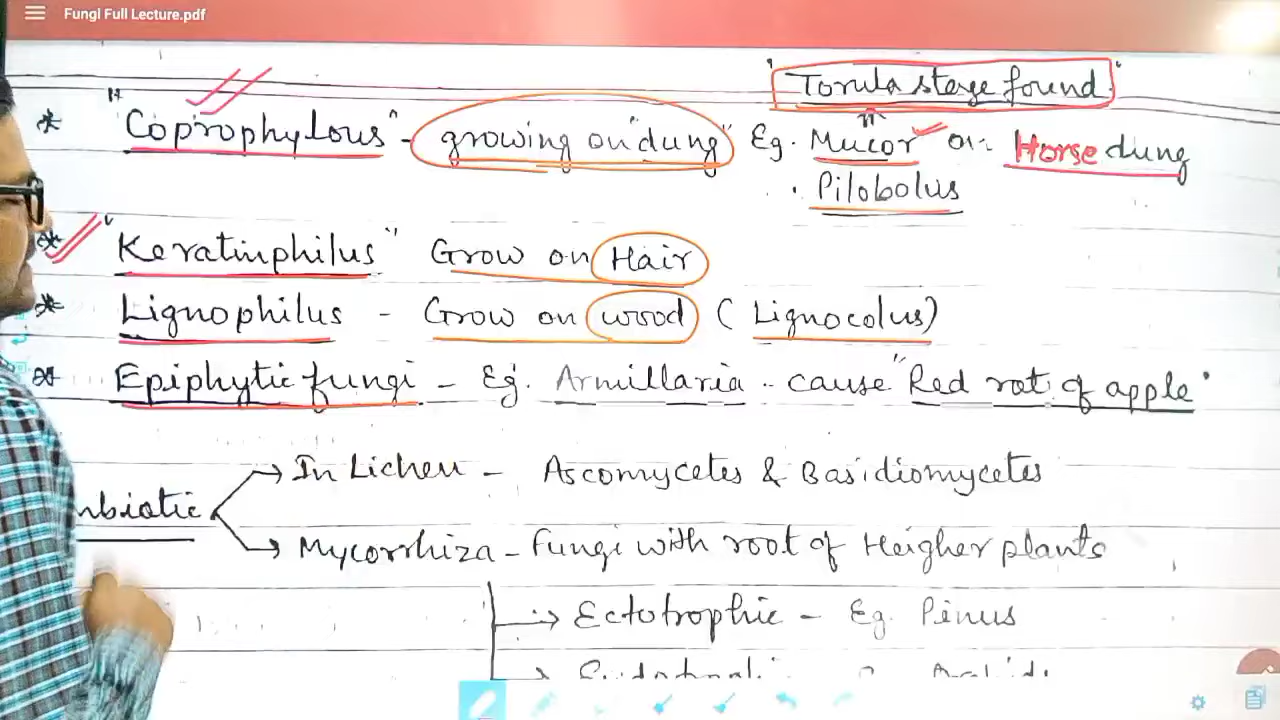 Fungi Full Lecture.pdf
"Torula stage found"
* "Coprophylous" - growing on "dung" Eg. Mucor or Horse dung
. Pilobolus
* "Keratinphilus" Grow on Hair
* Lignophilus - Grow on wood (Lignocolus)
* Epiphytic fungi - Eg. Armillaria . cause "Red rot of apple"
nbiotic → In Lichen - Ascomycetes & Basidiomycetes
→ Mycorrhiza - Fungi with root of Heigher plants
→ Ectotrophic - Eg. Pinus